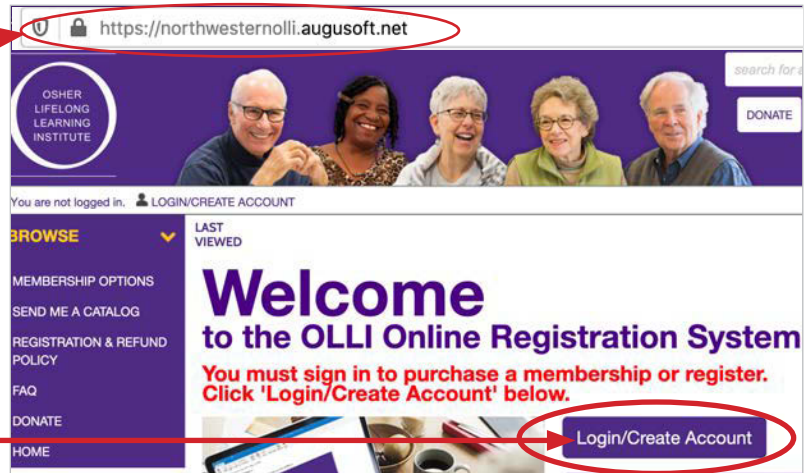 https://northwesternolli.augusoft.net
OSHER
LIFELONG
LEARNING
INSTITUTE
search for a
DONATE
You are not logged in. LOGIN/CREATE ACCOUNT
BROWSE
MEMBERSHIP OPTIONS
SEND ME A CATALOG
REGISTRATION & REFUND
POLICY
FAQ
DONATE
HOME
LAST
VIEWED
Welcome
to the OLLI Online Registration System
You must sign in to purchase a membership or register.
Click 'Login/Create Account' below.
Login/Create Account